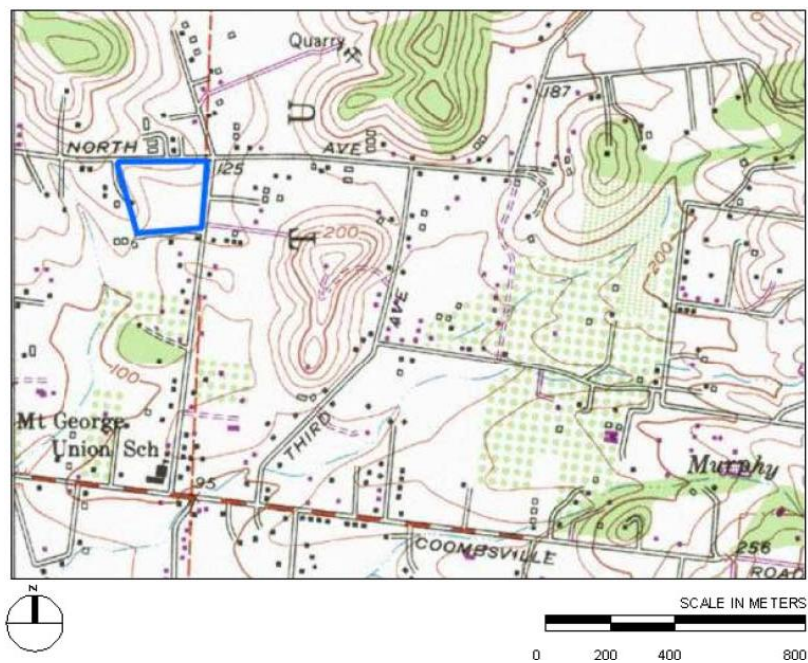 Quarry
U
187
NORTH AVE
125
T
200
200
AVE
100
Mt George
Union Sch
THIRD
95
Murphy
COOMBSVILLE
256
ROAD
N
SCALE IN METERS
0 200 400 800